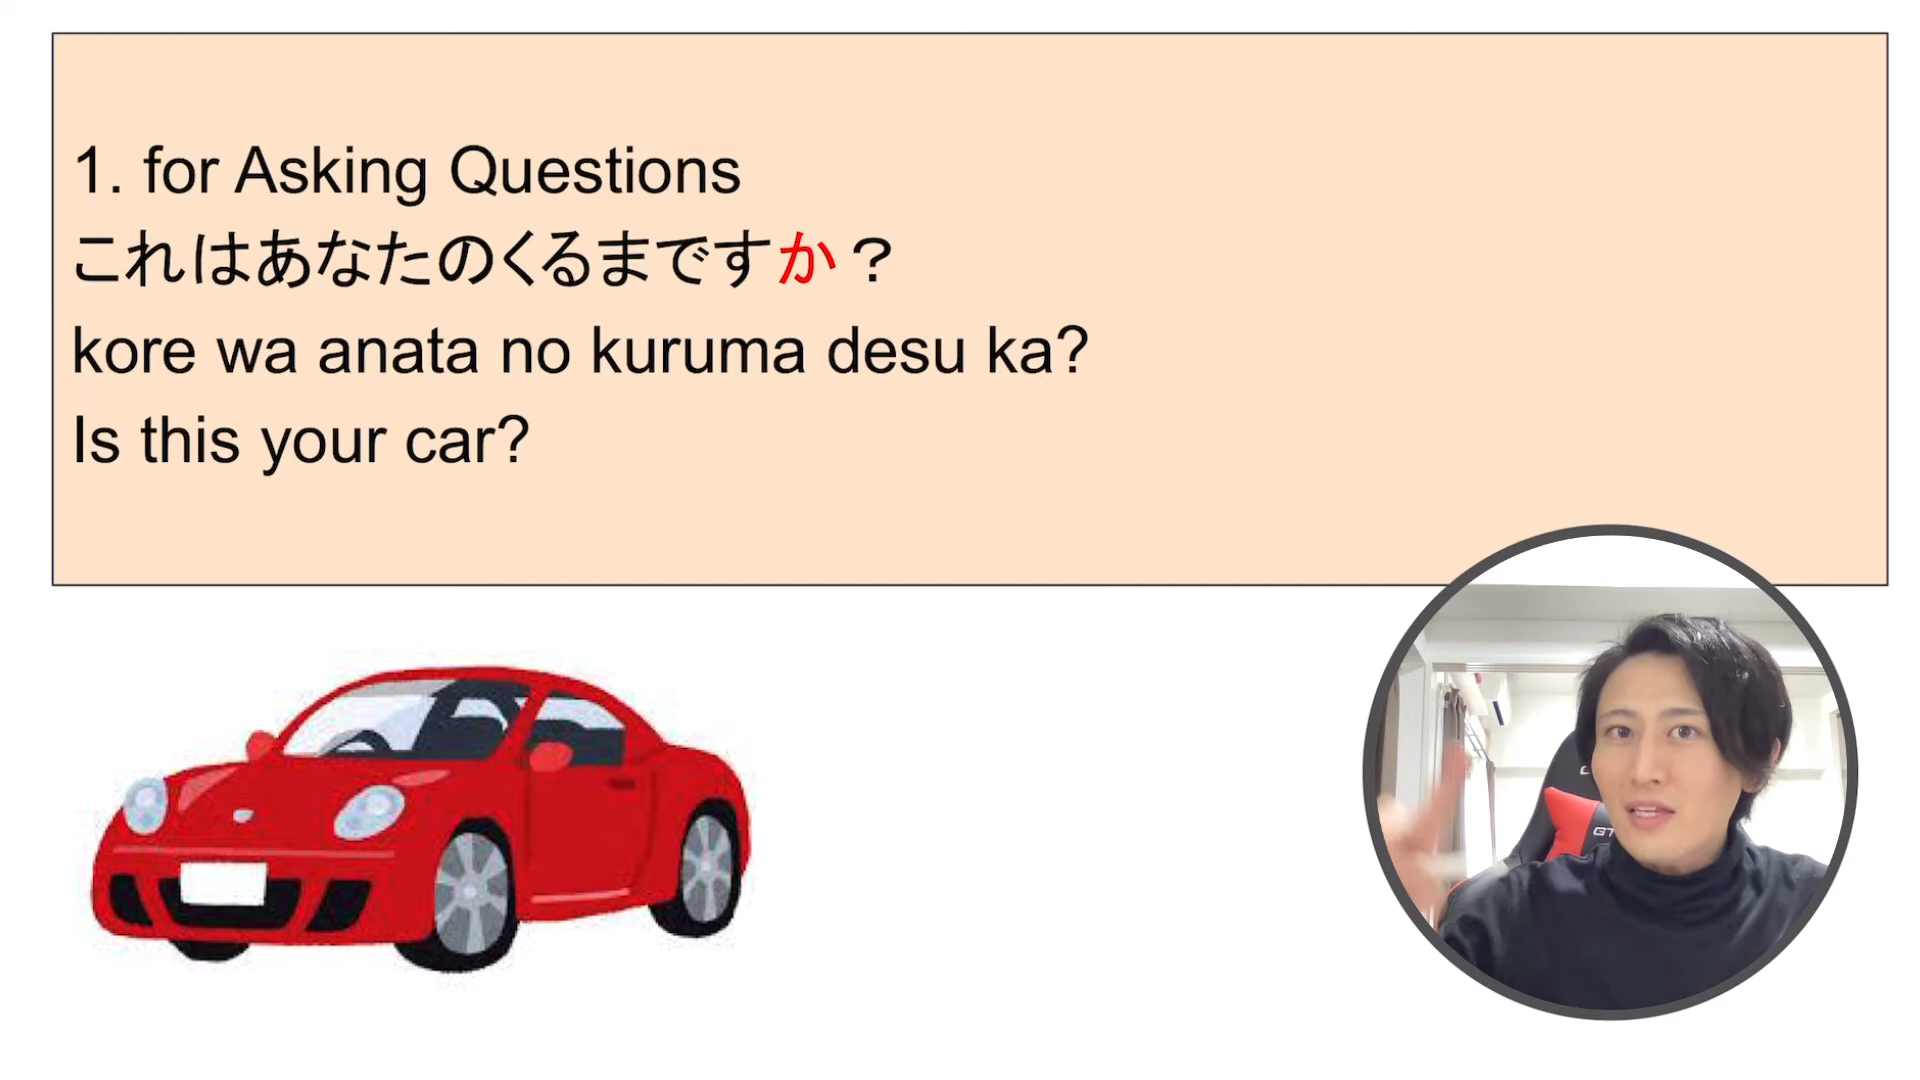 1. for Asking Questions
これはあなたのくるまですか？
kore wa anata no kuruma desu ka?
Is this your car?